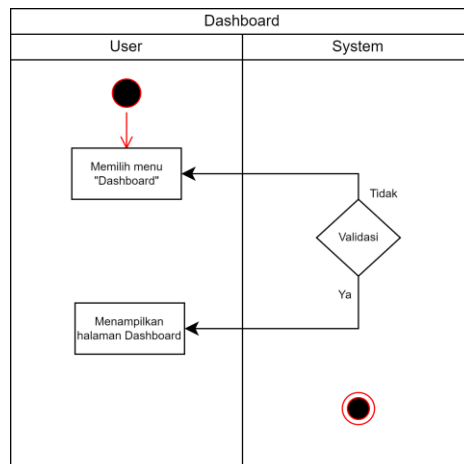 Dashboard
User
System
Memilih menu
"Dashboard"
Tidak
Validasi
Ya
Menampilkan
halaman Dashboard